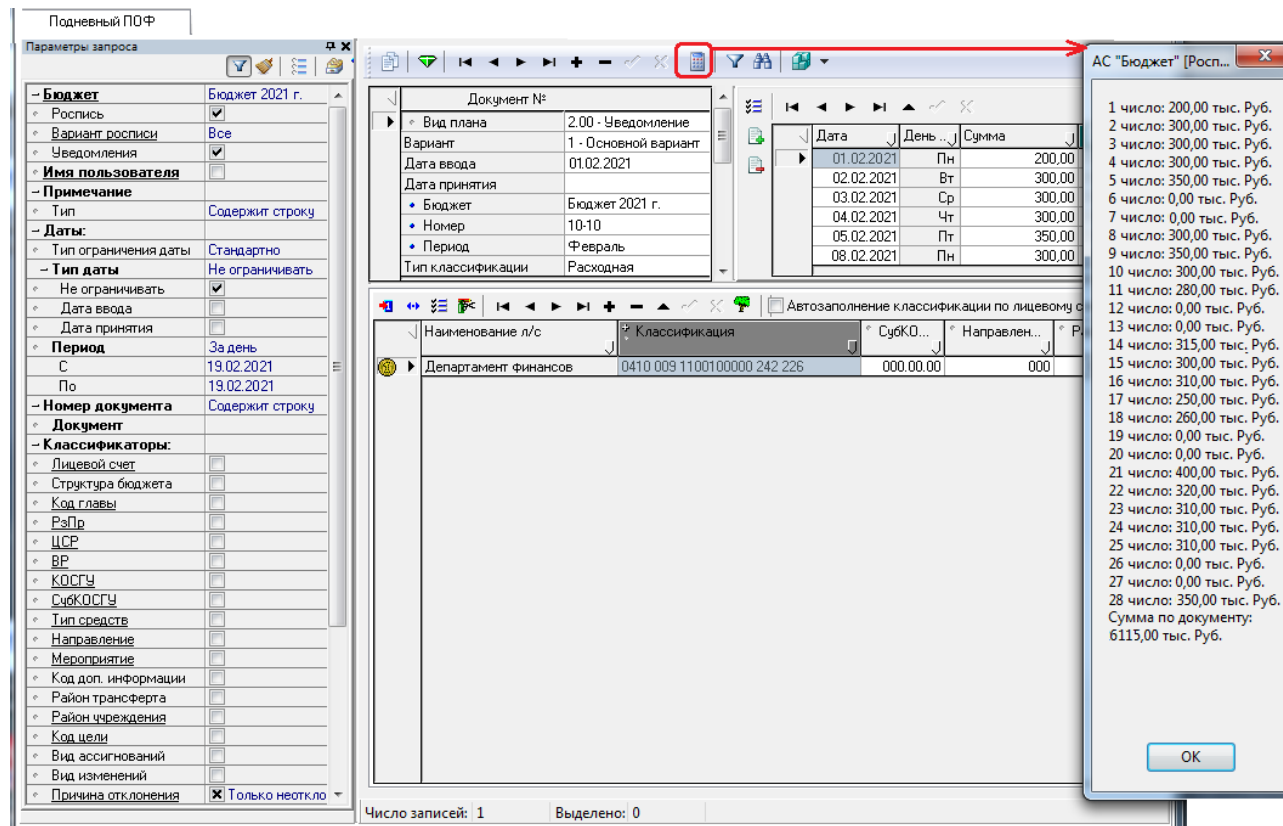 Подневный ПОФ
Параметры запроса
Бюджет Бюджет 2021 г.
Роспись
Вариант росписи Все
Уведомления
Имя пользователя
Примечание
Тип Содержит строку
Даты:
Тип ограничения даты Стандартно
Тип даты Не ограничивать
Не ограничивать
Дата ввода
Дата принятия
Период За день
С 19.02.2021
По 19.02.2021
Номер документа Содержит строку
Документ
Классификаторы:
Лицевой счет
Структура бюджета
Код главы
РзПр
ЦСР
ВР
КОСГУ
СубКОСГУ
Тип средств
Направление
Мероприятие
Код доп. информации
Район трансферта
Район учреждения
Код цели
Вид ассигнований
Вид изменений
Причина отклонения Только неоткло
Документ №
Вид плана 2.00 - Уведомление
Вариант 1 - Основной вариант
Дата ввода 01.02.2021
Дата принятия
Бюджет Бюджет 2021 г.
Номер 10-10
Период Февраль
Тип классификации Расходная
Дата День ... Сумма
01.02.2021 Пн 200,00
02.02.2021 Вт 300,00
03.02.2021 Ср 300,00
04.02.2021 Чт 300,00
05.02.2021 Пт 350,00
08.02.2021 Пн 300,00
Автозаполнение классификации по лицевому с
Наименование л/с Классификация СубКО... Направлен...
Департамент финансов 0410 009 1100100000 242 226 000.00.00 000
Число записей: 1 Выделено: 0
АС "Бюджет" [Росп...
1 число: 200,00 тыс. Руб.
2 число: 300,00 тыс. Руб.
3 число: 300,00 тыс. Руб.
4 число: 300,00 тыс. Руб.
5 число: 350,00 тыс. Руб.
6 число: 0,00 тыс. Руб.
7 число: 0,00 тыс. Руб.
8 число: 300,00 тыс. Руб.
9 число: 350,00 тыс. Руб.
10 число: 300,00 тыс. Руб.
11 число: 280,00 тыс. Руб.
12 число: 0,00 тыс. Руб.
13 число: 0,00 тыс. Руб.
14 число: 315,00 тыс. Руб.
15 число: 300,00 тыс. Руб.
16 число: 310,00 тыс. Руб.
17 число: 250,00 тыс. Руб.
18 число: 260,00 тыс. Руб.
19 число: 0,00 тыс. Руб.
20 число: 0,00 тыс. Руб.
21 число: 400,00 тыс. Руб.
22 число: 320,00 тыс. Руб.
23 число: 310,00 тыс. Руб.
24 число: 310,00 тыс. Руб.
25 число: 310,00 тыс. Руб.
26 число: 0,00 тыс. Руб.
27 число: 0,00 тыс. Руб.
28 число: 350,00 тыс. Руб.
Сумма по документу:
6115,00 тыс. Руб.
OK